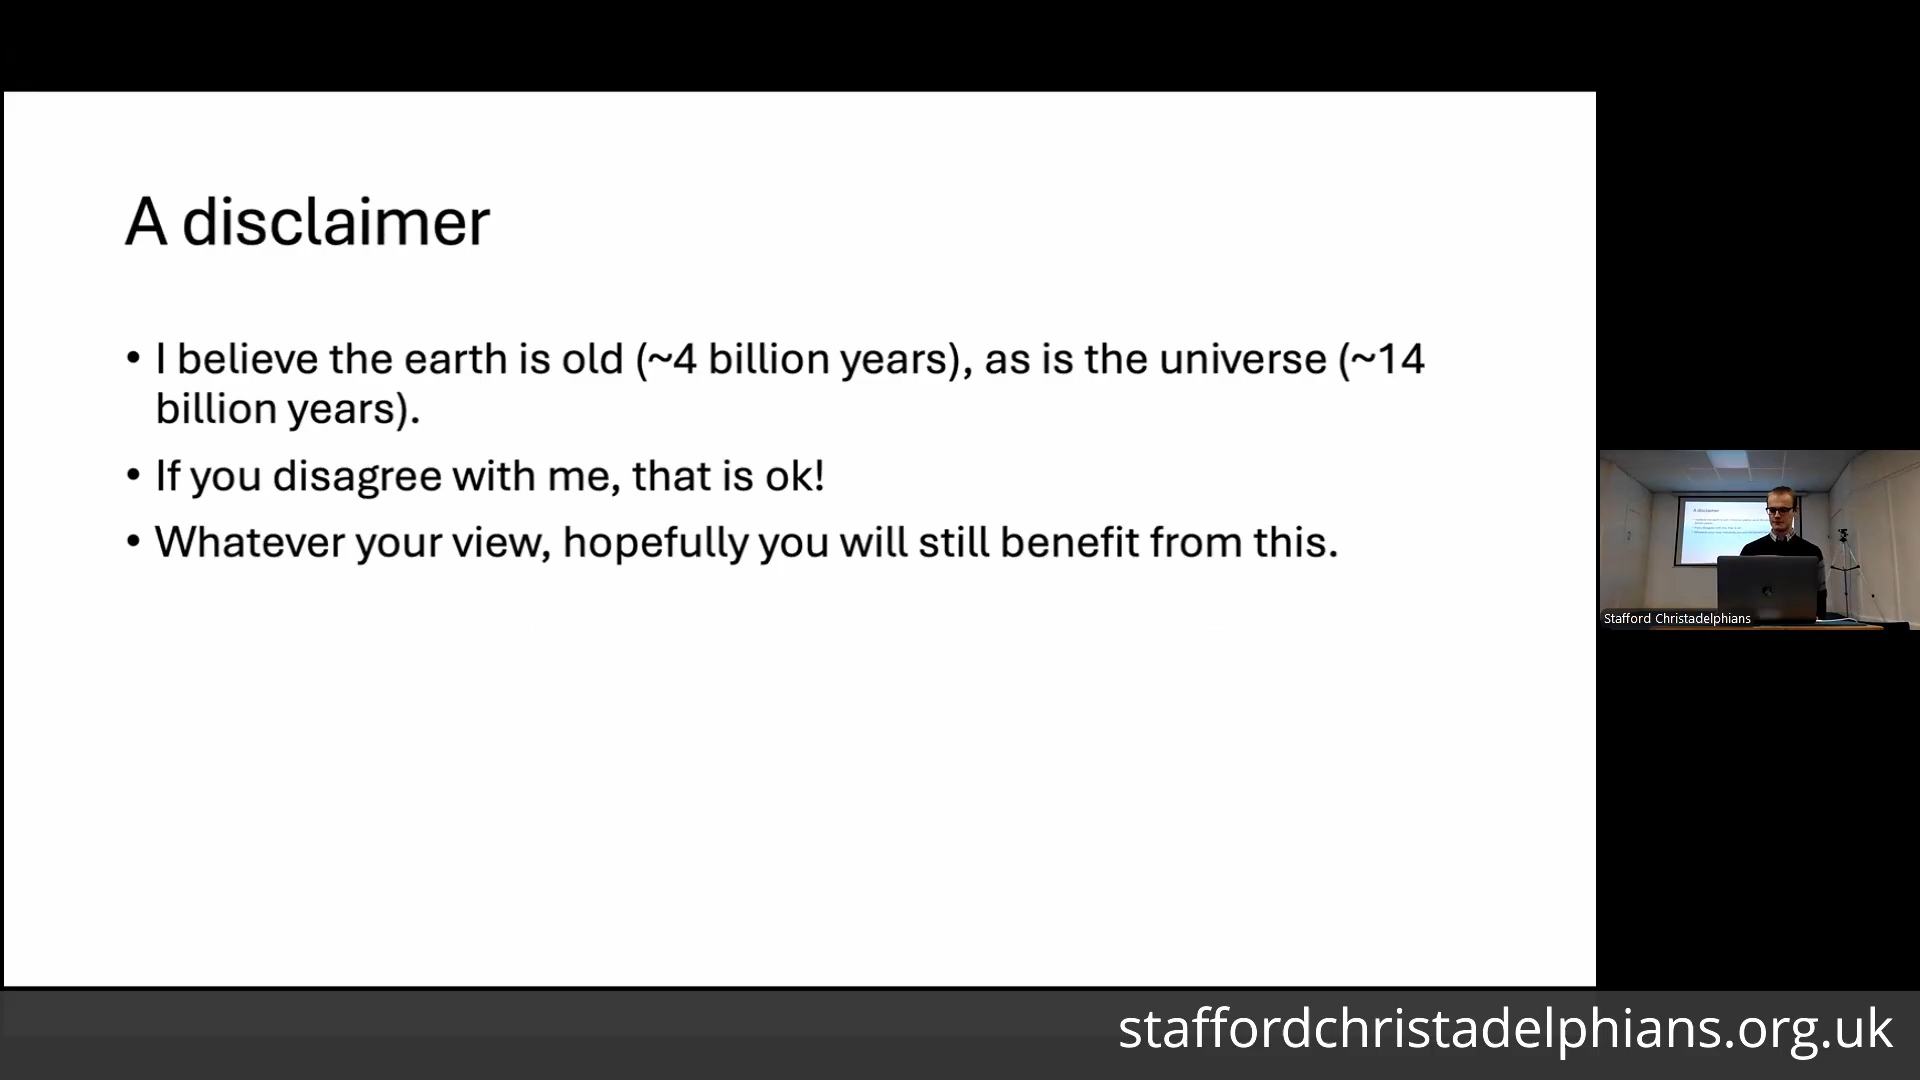 A disclaimer
• I believe the earth is old (~4 billion years), as is the universe (~14
billion years).
• If you disagree with me, that is ok!
• Whatever your view, hopefully you will still benefit from this.
A disclaimer
Stafford Christadelphians
staffordchristadelphians.org.uk